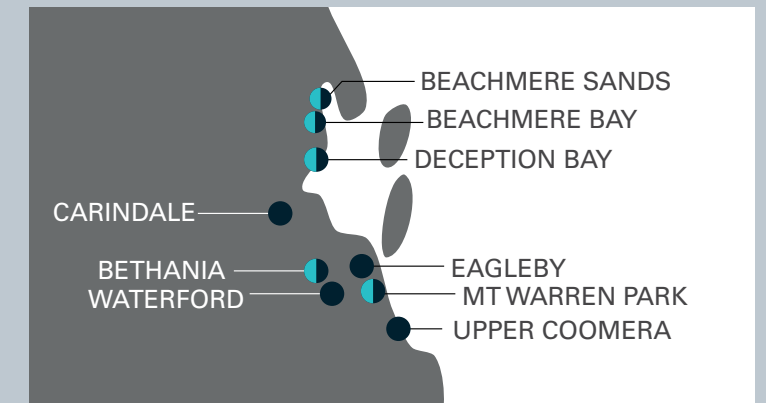 BEACHMERE SANDS
BEACHMERE BAY
DECEPTION BAY
CARINDALE
BETHANIA
EAGLEBY
WATERFORD
MT WARREN PARK
UPPER COOMERA